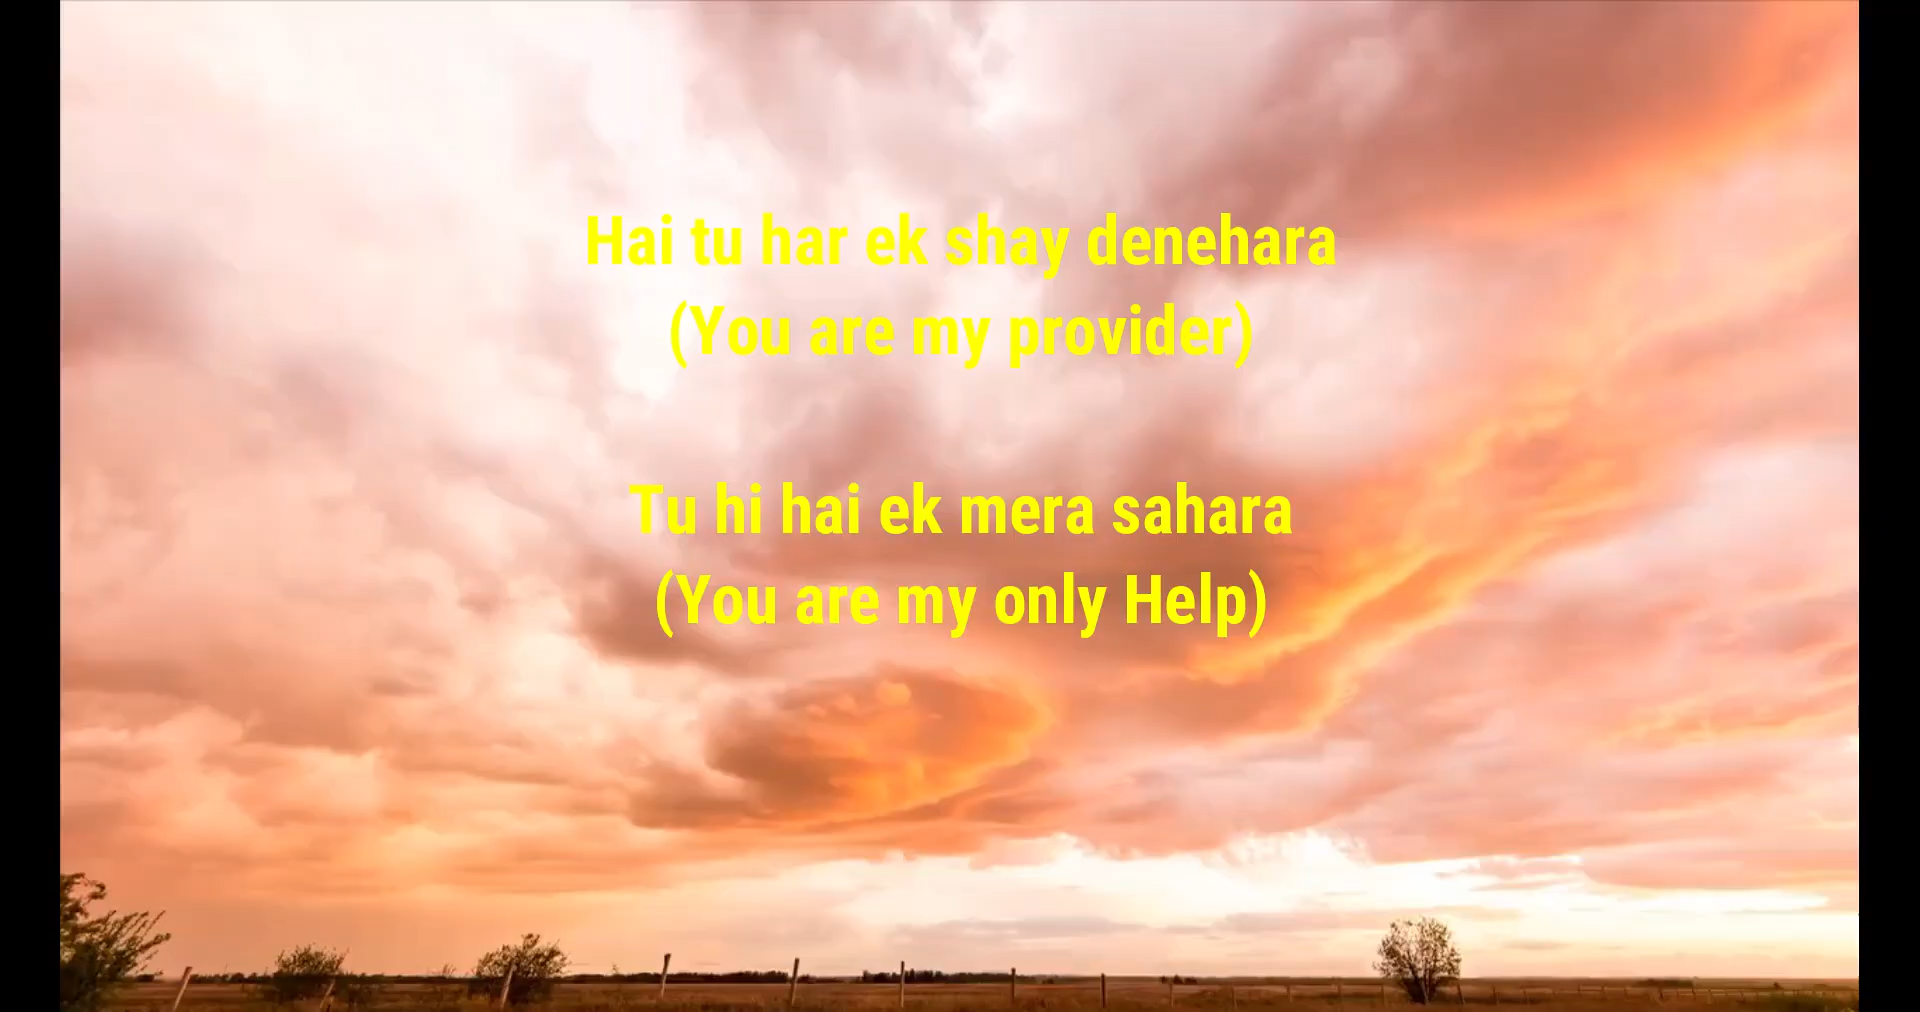 Hai tu har ek shay denehara
(You are my provider)
Tu hi hai ek mera sahara
(You are my only Help)